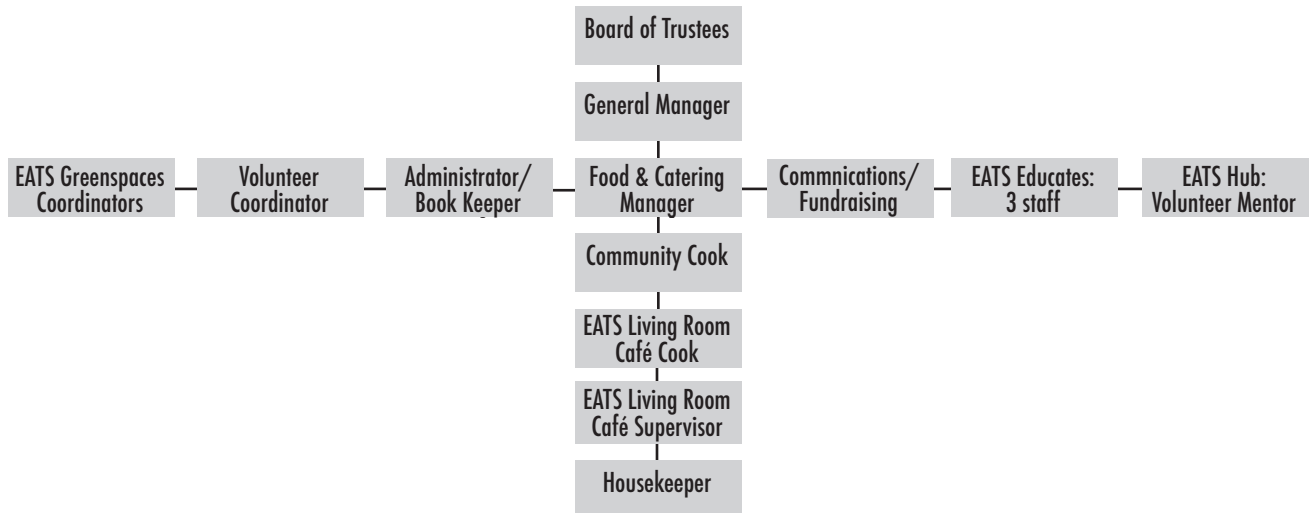 Board of Trustees
General Manager
EATS Greenspaces
Coordinators
Volunteer
Coordinator
Administrator/
Book Keeper
Food & Catering
Manager
Commnications/
Fundraising
EATS Educates:
3 staff
EATS Hub:
Volunteer Mentor
Community Cook
EATS Living Room
Café Cook
EATS Living Room
Café Supervisor
Housekeeper